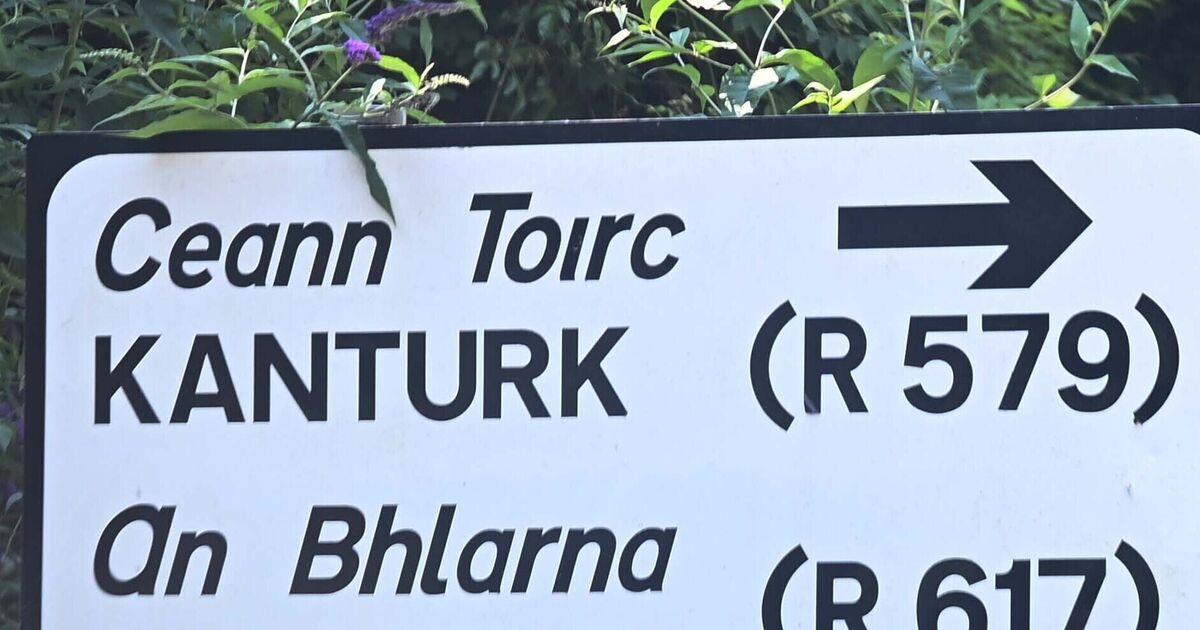 Ceann Toirc
KANTURK (R 579)
An Bhlarna
(R 617)